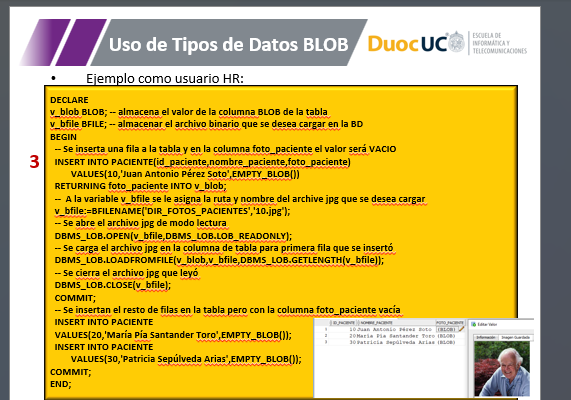 Uso de Tipos de Datos BLOB
DuocUC
ESCUELA DE
INFORMÁTICA Y
TELECOMUNICACIONES
• Ejemplo como usuario HR:
3
DECLARE
v_blob BLOB; -- almacena el valor de la columna BLOB de la tabla
v_bfile BFILE; -- almacenar el archivo binario que se desea cargar en la BD
BEGIN
-- Se inserta una fila a la tabla y en la columna foto_paciente el valor será VACIO
INSERT INTO PACIENTE(id_paciente,nombre_paciente,foto_paciente)
VALUES(10,'Juan Antonio Pérez Soto',EMPTY_BLOB())
RETURNING foto_paciente INTO v_blob;
-- A la variable v_bfile se le asigna la ruta y nombre del archive jpg que se desea cargar
v_bfile:=BFILENAME('DIR_FOTOS_PACIENTES','10.jpg');
-- Se abre el archivo jpg de modo lectura
DBMS_LOB.OPEN(v_bfile,DBMS_LOB.LOB_READONLY);
-- Se carga el archivo jpg en la columna de tabla para primera fila que se insertó
DBMS_LOB.LOADFROMFILE(v_blob,v_bfile,DBMS_LOB.GETLENGTH(v_bfile));
-- Se cierra el archivo jpg que leyó
DBMS_LOB.CLOSE(v_bfile);
COMMIT;
-- Se insertan el resto de filas en la tabla pero con la columna foto_paciente vacía
INSERT INTO PACIENTE
VALUES(20,'María Pía Santander Toro',EMPTY_BLOB());
INSERT INTO PACIENTE
VALUES(30,'Patricia Sepúlveda Arias',EMPTY_BLOB());
COMMIT;
END;
ID_PACIENTE NOMBRE_PACIENTE FOTO_PACIENTE
1 10 Juan Antonio Pérez Soto (BLOB)
2 20 María Pía Santander Toro (BLOB)
3 30 Patricia Sepúlveda Arias (BLOB)
Editar Valor
Información Imagen Guardada